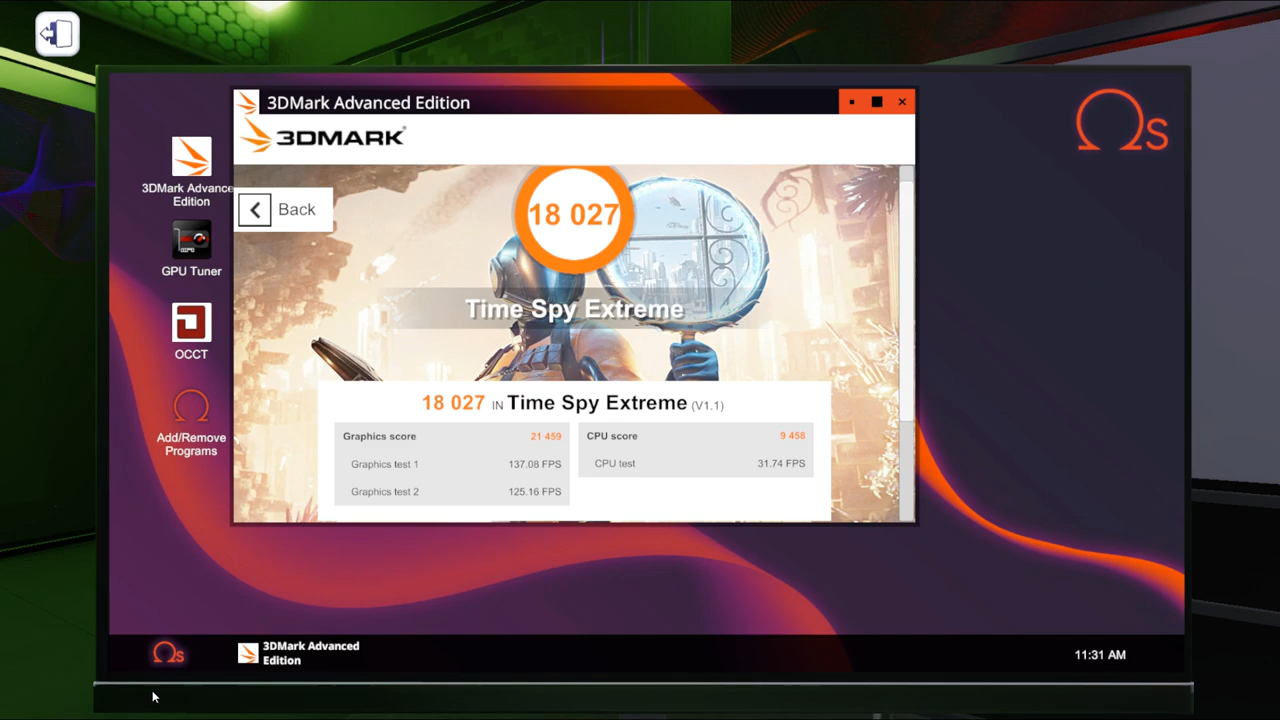 3DMark Advanced Edition
3DMARK
Ωs
3DMark Advance
Edition
Back
18 027
GPU Tuner
Time Spy Extreme
OCCT
18 027 IN Time Spy Extreme (V1.1)
Graphics score 21 459
CPU score 9 458
Graphics test 1 137.08 FPS
CPU test 31.74 FPS
Graphics test 2 125.16 FPS
Add/Remove
Programs
Ωs
3DMark Advanced
Edition
11:31 AM